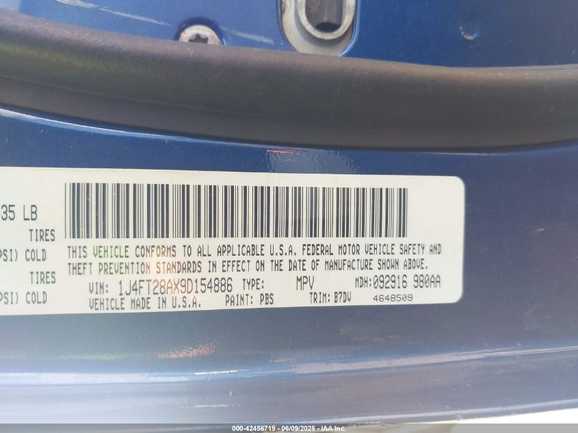 35 LB
TIRES
PSI) COLD
TIRES
PSI) COLD
THIS VEHICLE CONFORMS TO ALL APPLICABLE U.S.A. FEDERAL MOTOR VEHICLE SAFETY AND
THEFT PREVENTION STANDARDS IN EFFECT ON THE DATE OF MANUFACTURE SHOWN ABOVE.
VIN: 1J4FT28AX9D154886 TYPE: MPV MDH: 092916 980AA
VEHICLE MADE IN U.S.A. PAINT: PBS TRIM: B7DV 4648509
000-42456719 - 06/09/2025 - IAA Inc.